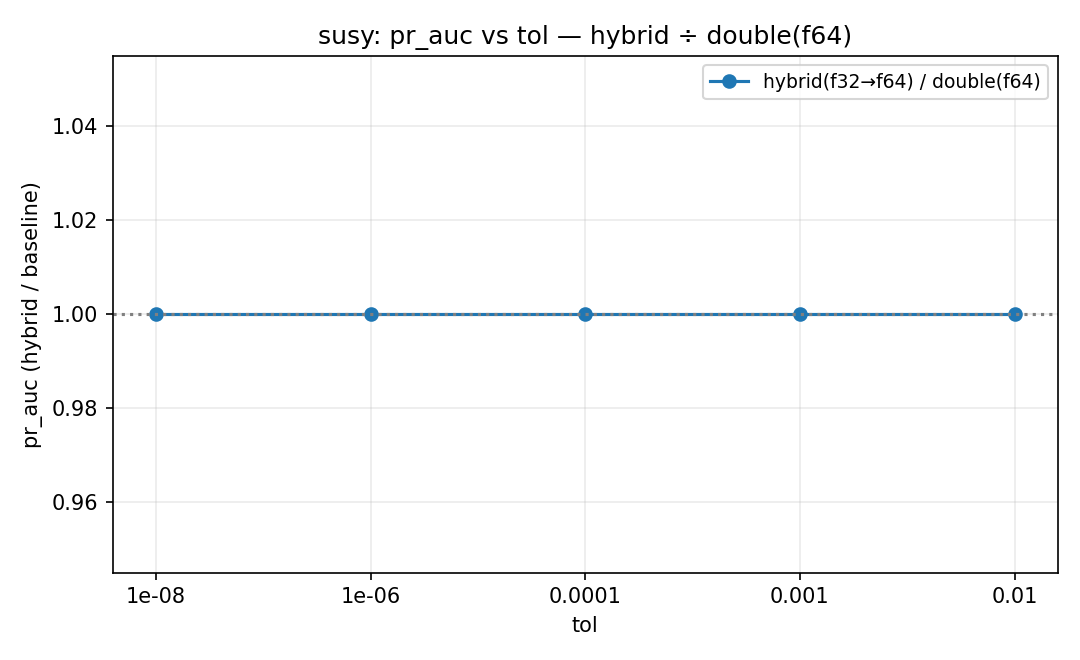 susy: pr_auc vs tol — hybrid ÷ double(f64)
hybrid(f32→f64) / double(f64)
pr_auc (hybrid / baseline)
1.04
1.02
1.00
0.98
0.96
1e-08 1e-06 0.0001 0.001 0.01
tol